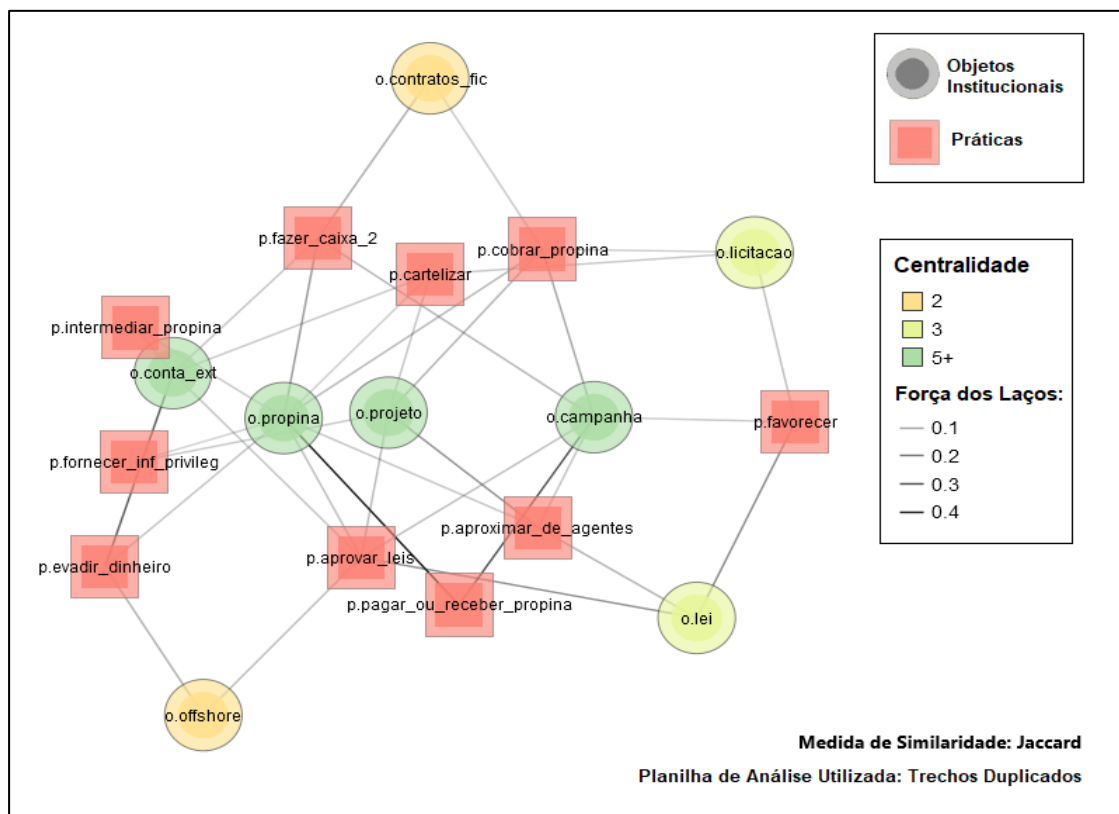 o.contratos_fic
Objetos
Institucionais
Práticas
p.fazer_caixa_2
p.cobrar_propina
o.licitacao
p.cartelizar
Centralidade
2
3
5+
p.intermediar_propina
o.conta_ext
o.propina
o.projeto
o.campanha
p.favorecer
Força dos Laços:
0.1
0.2
0.3
0.4
p.fornecer_inf_privileg
p.aproximar_de_agentes
p.evadir_dinheiro
p.aprovar_leis
p.pagar_ou_receber_propina
o.lei
o.offshore
Medida de Similaridade: Jaccard
Planilha de Análise Utilizada: Trechos Duplicados